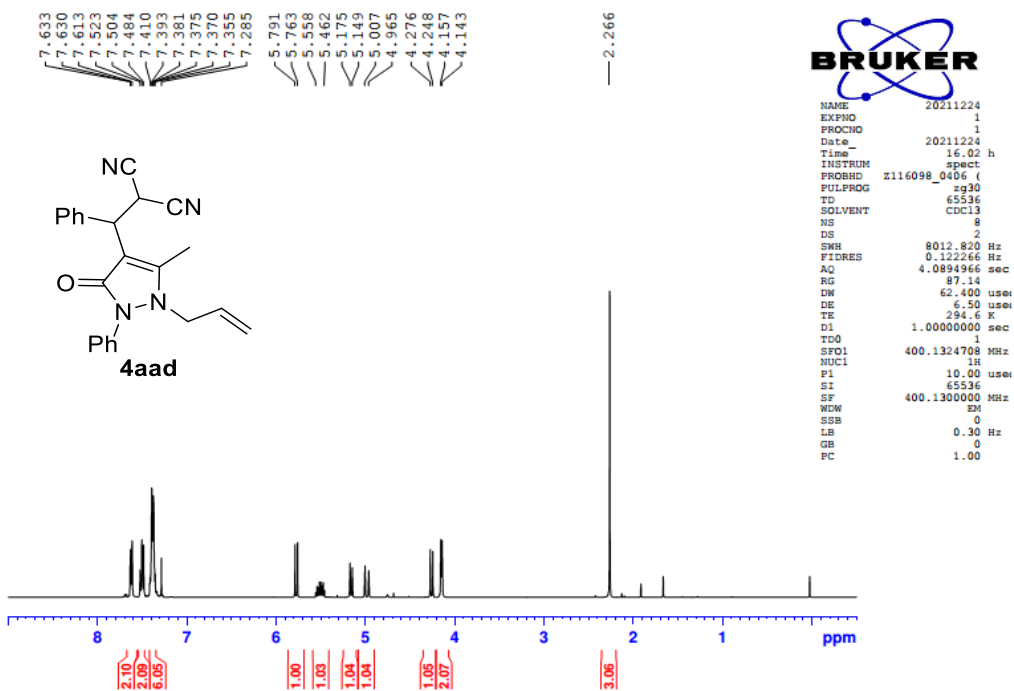 7.633
7.630
7.613
7.523
7.504
7.484
7.410
7.393
7.381
7.375
7.370
7.355
7.285
5.791
5.763
5.558
5.462
5.175
5.149
5.007
4.965
4.276
4.248
4.157
4.143
2.266
BRUKER
NAME 20211224
EXPNO 1
PROCNO 1
Date_ 20211224
Time 16.02 h
INSTRUM spect
PROBHD Z116098_0406 (
PULPROG zg30
TD 65536
SOLVENT CDCl3
NS 8
DS 2
SWH 8012.820 Hz
FIDRES 0.122266 Hz
AQ 4.0894966 sec
RG 87.14
DW 62.400 usec
DE 6.50 usec
TE 294.6 K
D1 1.00000000 sec
TD0 1
SFO1 400.1324708 MHz
NUC1 1H
P1 10.00 usec
SI 65536
SF 400.1300000 MHz
WDW EM
SSB 0
LB 0.30 Hz
GB 0
PC 1.00
NC
CN
Ph
O
N
N
Ph
4aad
8 7 6 5 4 3 2 1 ppm
2.10
2.09
6.05
1.00
1.03
1.04
1.04
1.05
2.07
3.06